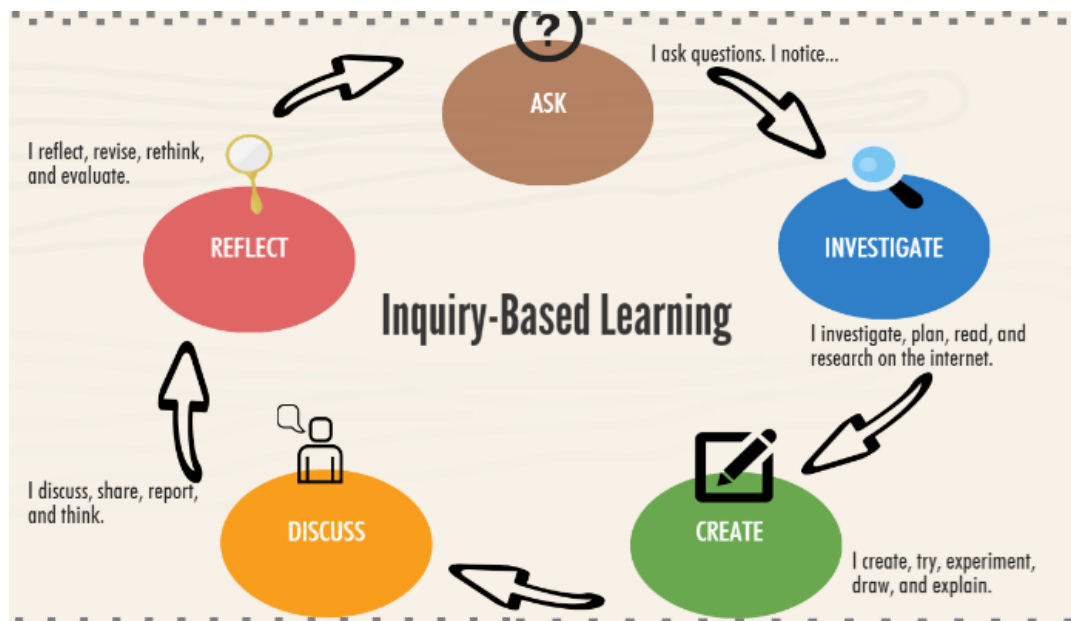 ?
ASK
I ask questions. I notice...
INVESTIGATE
I investigate, plan, read, and
research on the internet.
CREATE
I create, try, experiment,
draw, and explain.
DISCUSS
I discuss, share, report,
and think.
REFLECT
I reflect, revise, rethink,
and evaluate.
Inquiry-Based Learning